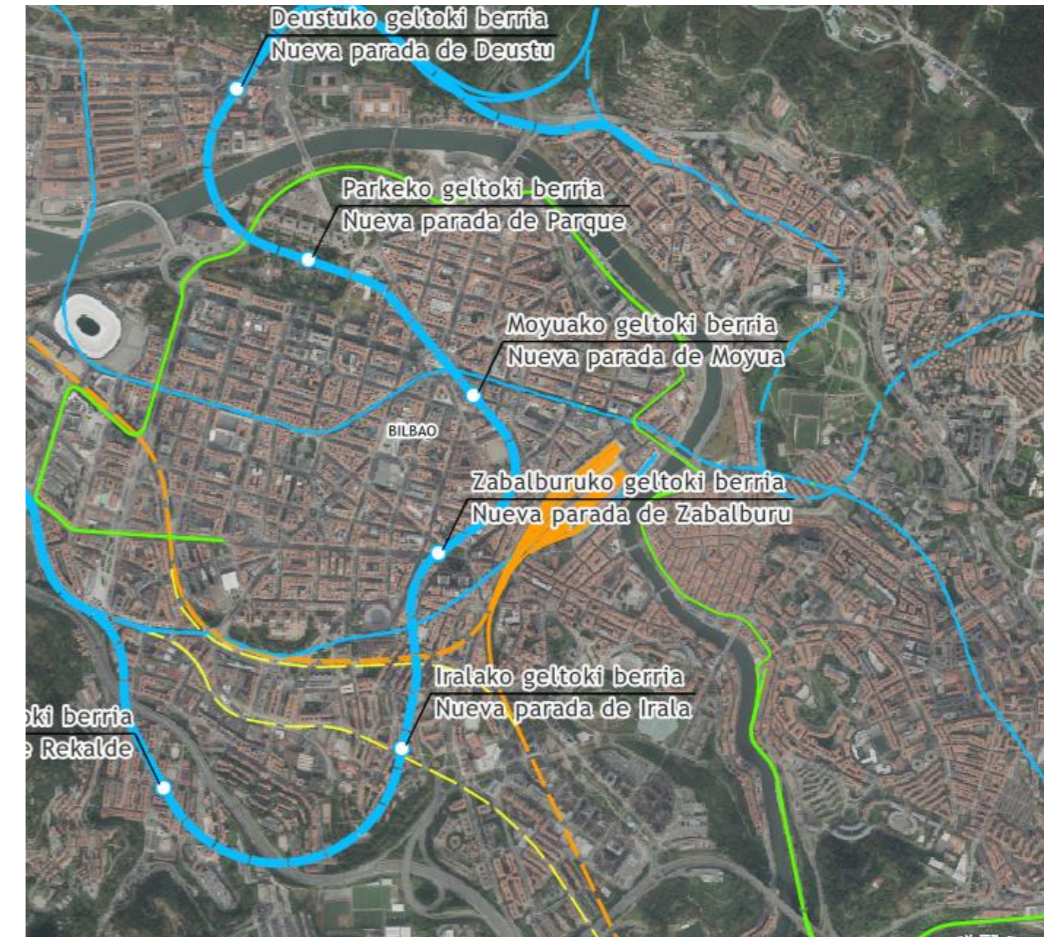 Deustuko geltoki berria
Nueva parada de Deustu
Parkeko geltoki berria
Nueva parada de Parque
Moyuako geltoki berria
Nueva parada de Moyua
BILBAO
Zabalburuko geltoki berria
Nueva parada de Zabalburu
Iralako geltoki berria
Nueva parada de Irala
oki berria
e Rekalde